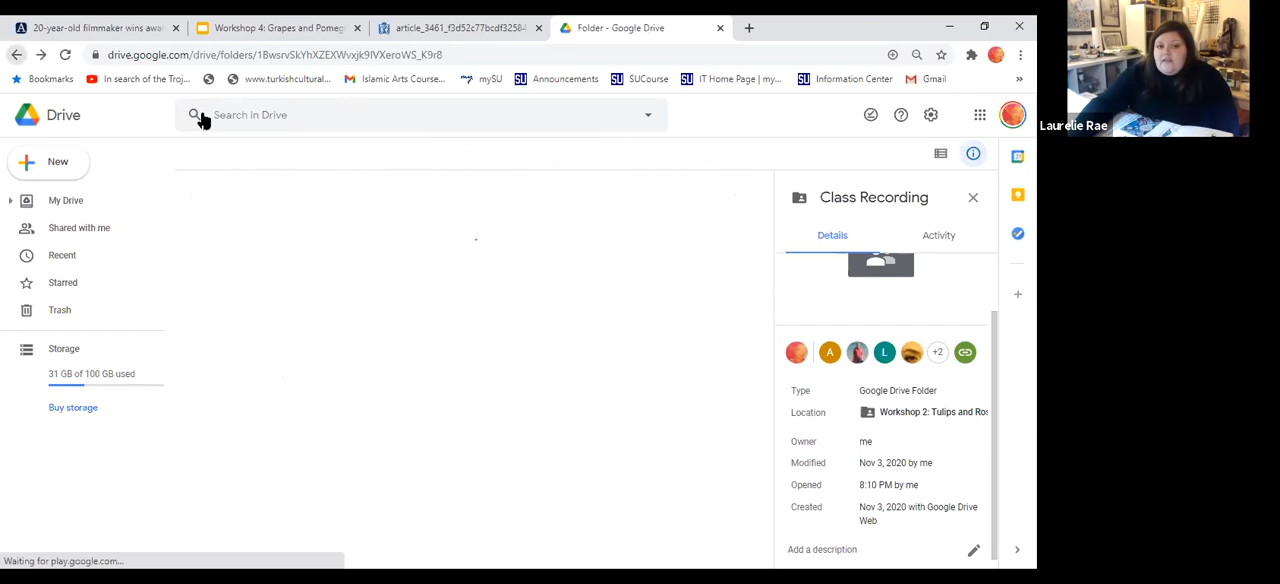 20-year-old filmmaker wins awa
Workshop 4: Grapes and Pomeg
article_3461_f3d52c77bcdf32584
Folder - Google Drive
drive.google.com/drive/folders/1BwsrvSkYhXZEXWvxjk9IVXeroWS_K9r8
Bookmarks
In search of the Troj...
www.turkishcultural...
Islamic Arts Course...
mySU
SU Announcements
SU SUCourse
SU IT Home Page | my...
SU Information Center
Gmail
»
Laurelie Rae
Drive
Search in Drive
New
My Drive
Shared with me
Recent
Starred
Trash
Storage
31 GB of 100 GB used
Buy storage
Class Recording
Details
Activity
A
L
+2
Type Google Drive Folder
Location Workshop 2: Tulips and Ros
Owner me
Modified Nov 3, 2020 by me
Opened 8:10 PM by me
Created Nov 3, 2020 with Google Drive
Web
Add a description
Waiting for play.google.com...